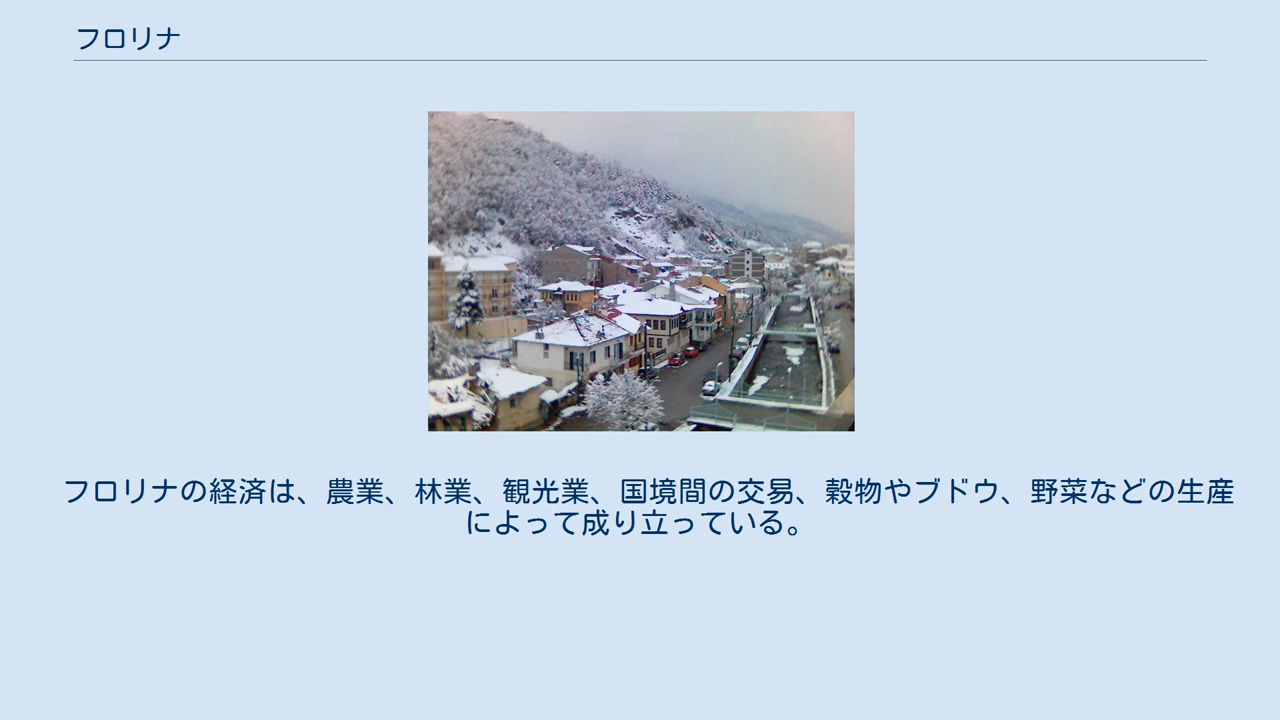 フロリナ
フロリナの経済は、農業、林業、観光業、国境間の交易、穀物やブドウ、野菜などの生産
によって成り立っている。